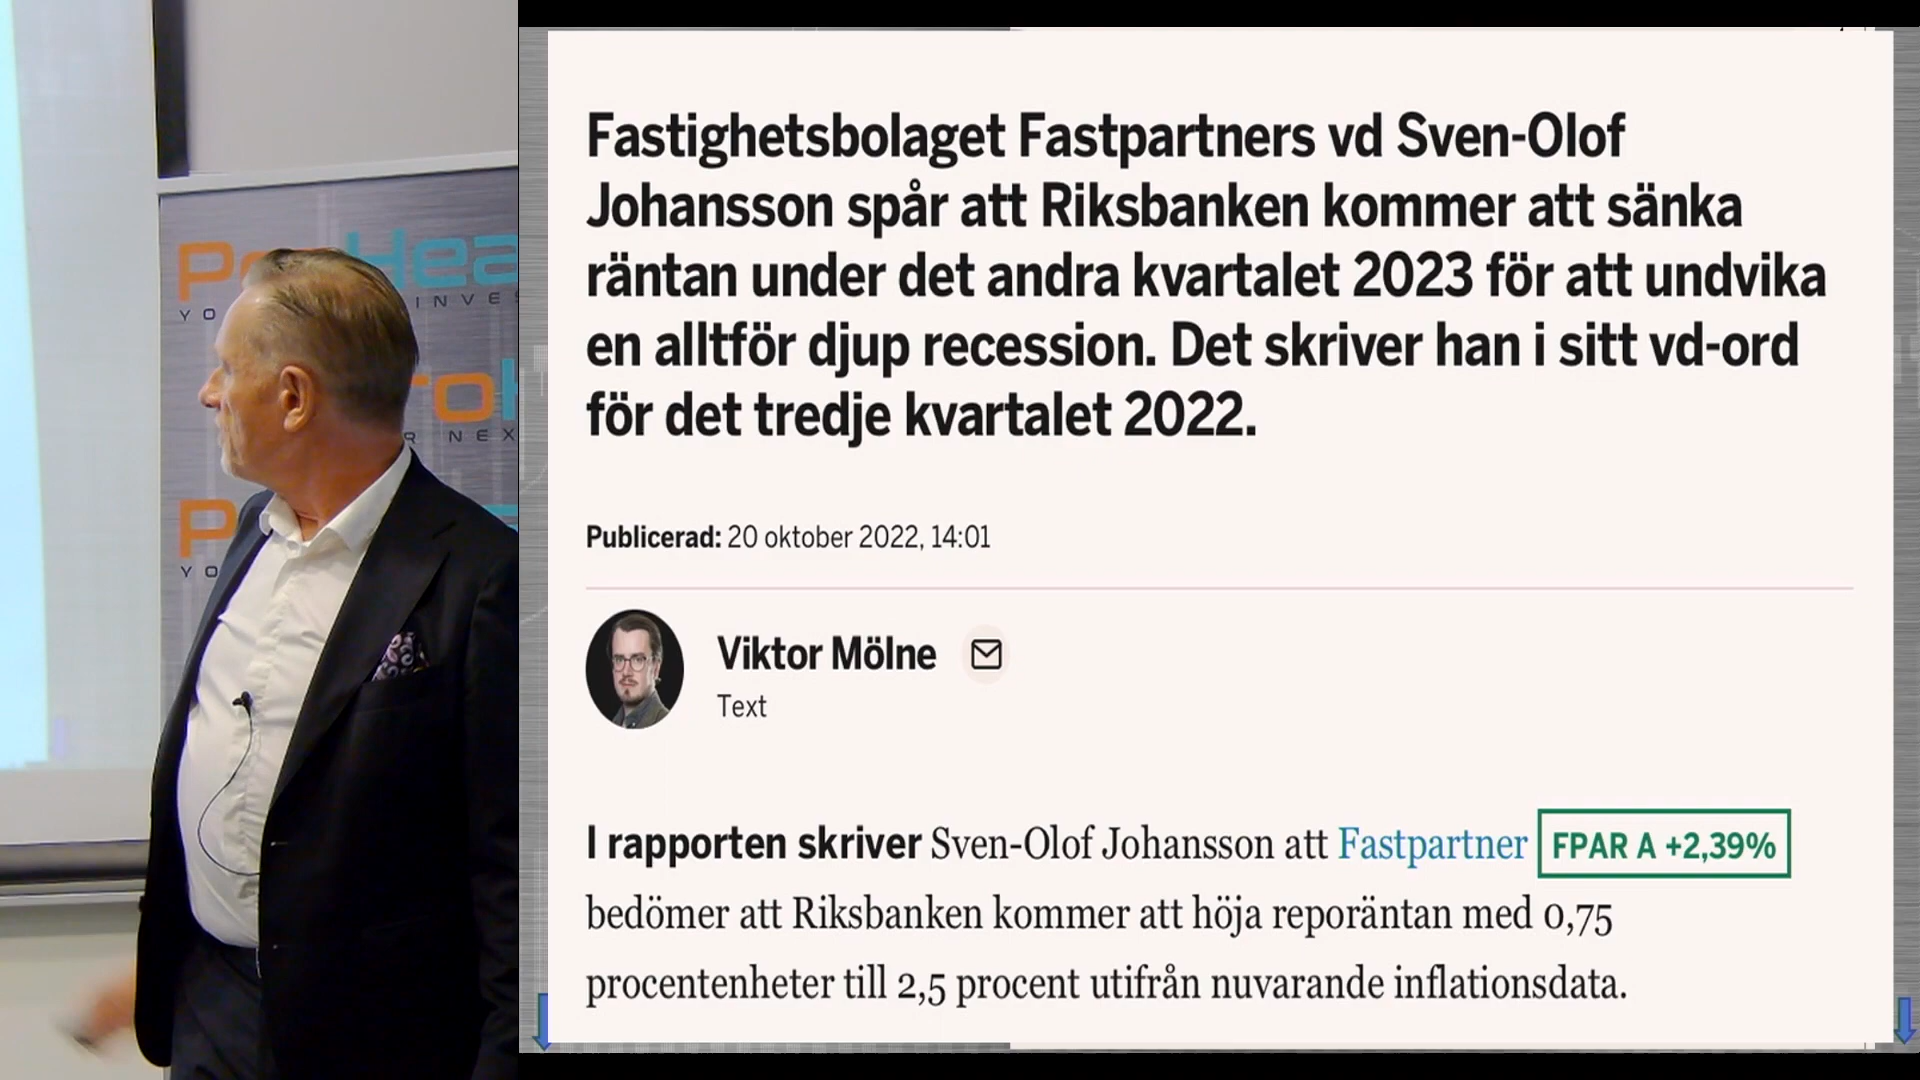 Fastighetsbolaget Fastpartners vd Sven-Olof
Johansson spår att Riksbanken kommer att sänka
räntan under det andra kvartalet 2023 för att undvika
en alltför djup recession. Det skriver han i sitt vd-ord
för det tredje kvartalet 2022.
Publicerad: 20 oktober 2022, 14:01
Viktor Mölne
Text
I rapporten skriver Sven-Olof Johansson att Fastpartner FPAR A +2,39%
bedömer att Riksbanken kommer att höja reporäntan med 0,75
procentenheter till 2,5 procent utifrån nuvarande inflationsdata.